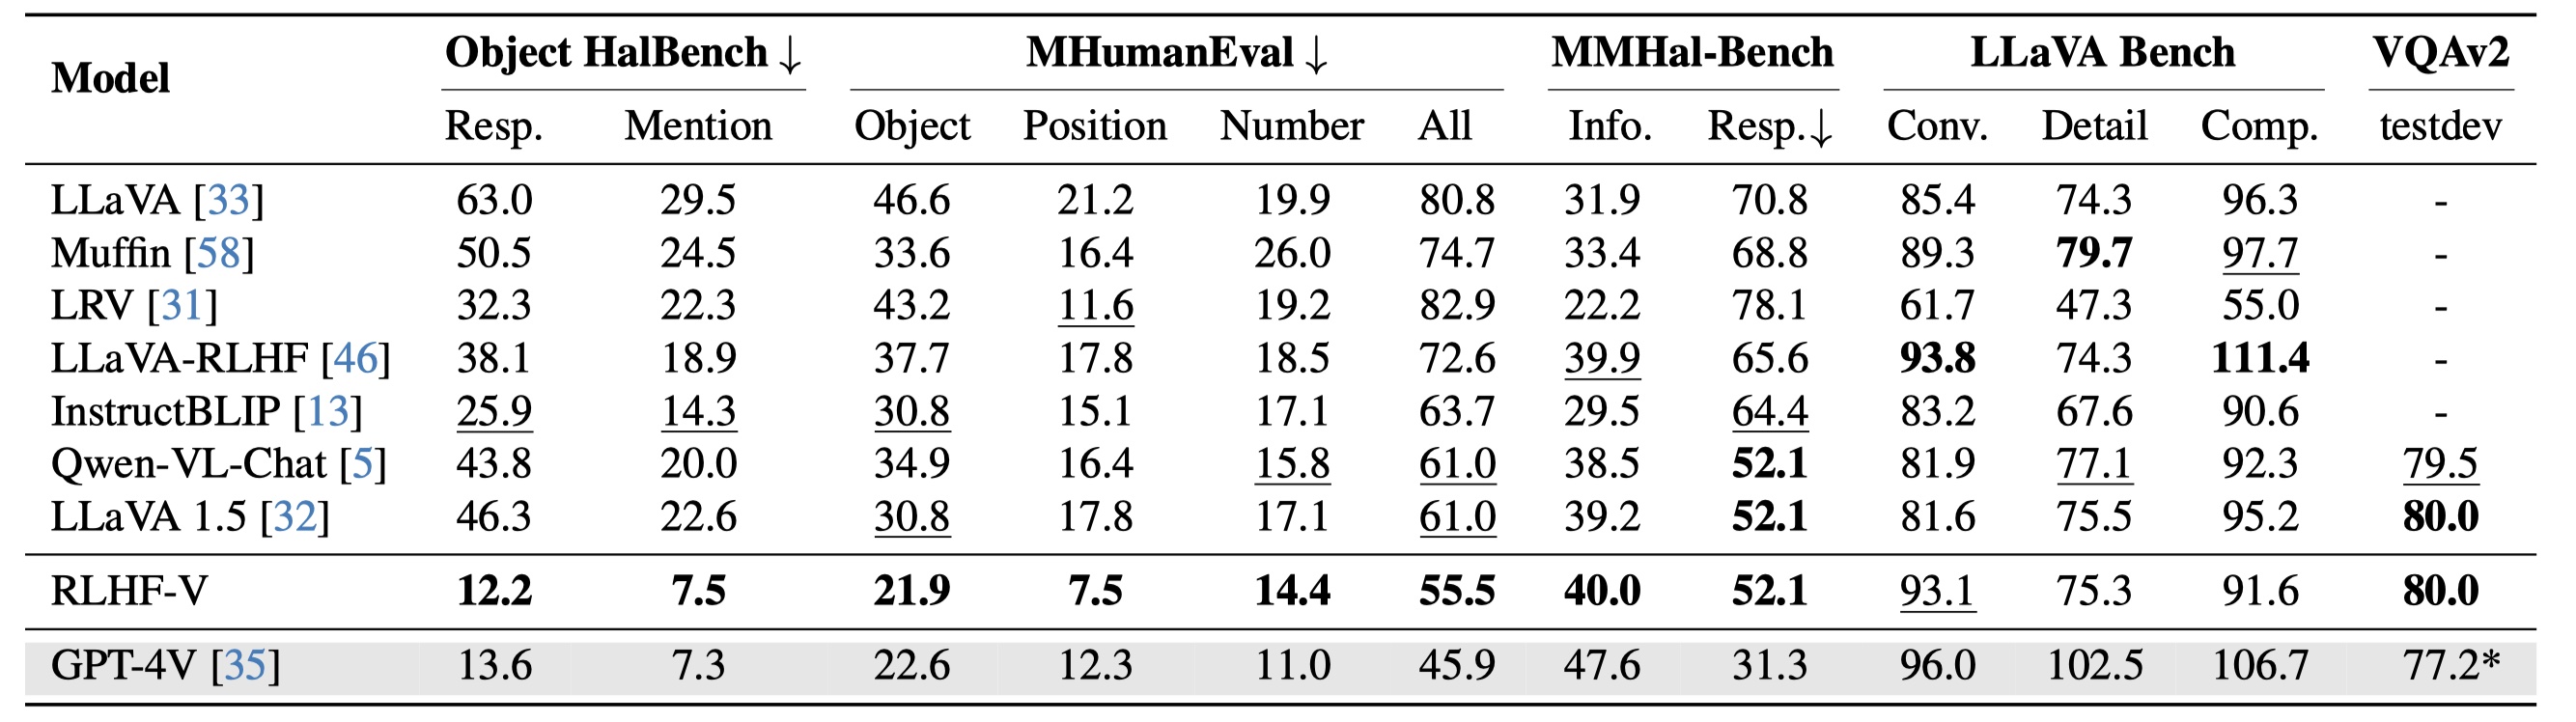 Model Object HalBench ↓ MHumanEval ↓ MMHal-Bench LLaVA Bench VQAv2
Resp. Mention Object Position Number All Info. Resp.↓ Conv. Detail Comp. testdev
LLaVA [33] 63.0 29.5 46.6 21.2 19.9 80.8 31.9 70.8 85.4 74.3 96.3 -
Muffin [58] 50.5 24.5 33.6 16.4 26.0 74.7 33.4 68.8 89.3 79.7 97.7 -
LRV [31] 32.3 22.3 43.2 11.6 19.2 82.9 22.2 78.1 61.7 47.3 55.0 -
LLaVA-RLHF [46] 38.1 18.9 37.7 17.8 18.5 72.6 39.9 65.6 93.8 74.3 111.4 -
InstructBLIP [13] 25.9 14.3 30.8 15.1 17.1 63.7 29.5 64.4 83.2 67.6 90.6 -
Qwen-VL-Chat [5] 43.8 20.0 34.9 16.4 15.8 61.0 38.5 52.1 81.9 77.1 92.3 79.5
LLaVA 1.5 [32] 46.3 22.6 30.8 17.8 17.1 61.0 39.2 52.1 81.6 75.5 95.2 80.0
RLHF-V 12.2 7.5 21.9 7.5 14.4 55.5 40.0 52.1 93.1 75.3 91.6 80.0
GPT-4V [35] 13.6 7.3 22.6 12.3 11.0 45.9 47.6 31.3 96.0 102.5 106.7 77.2*